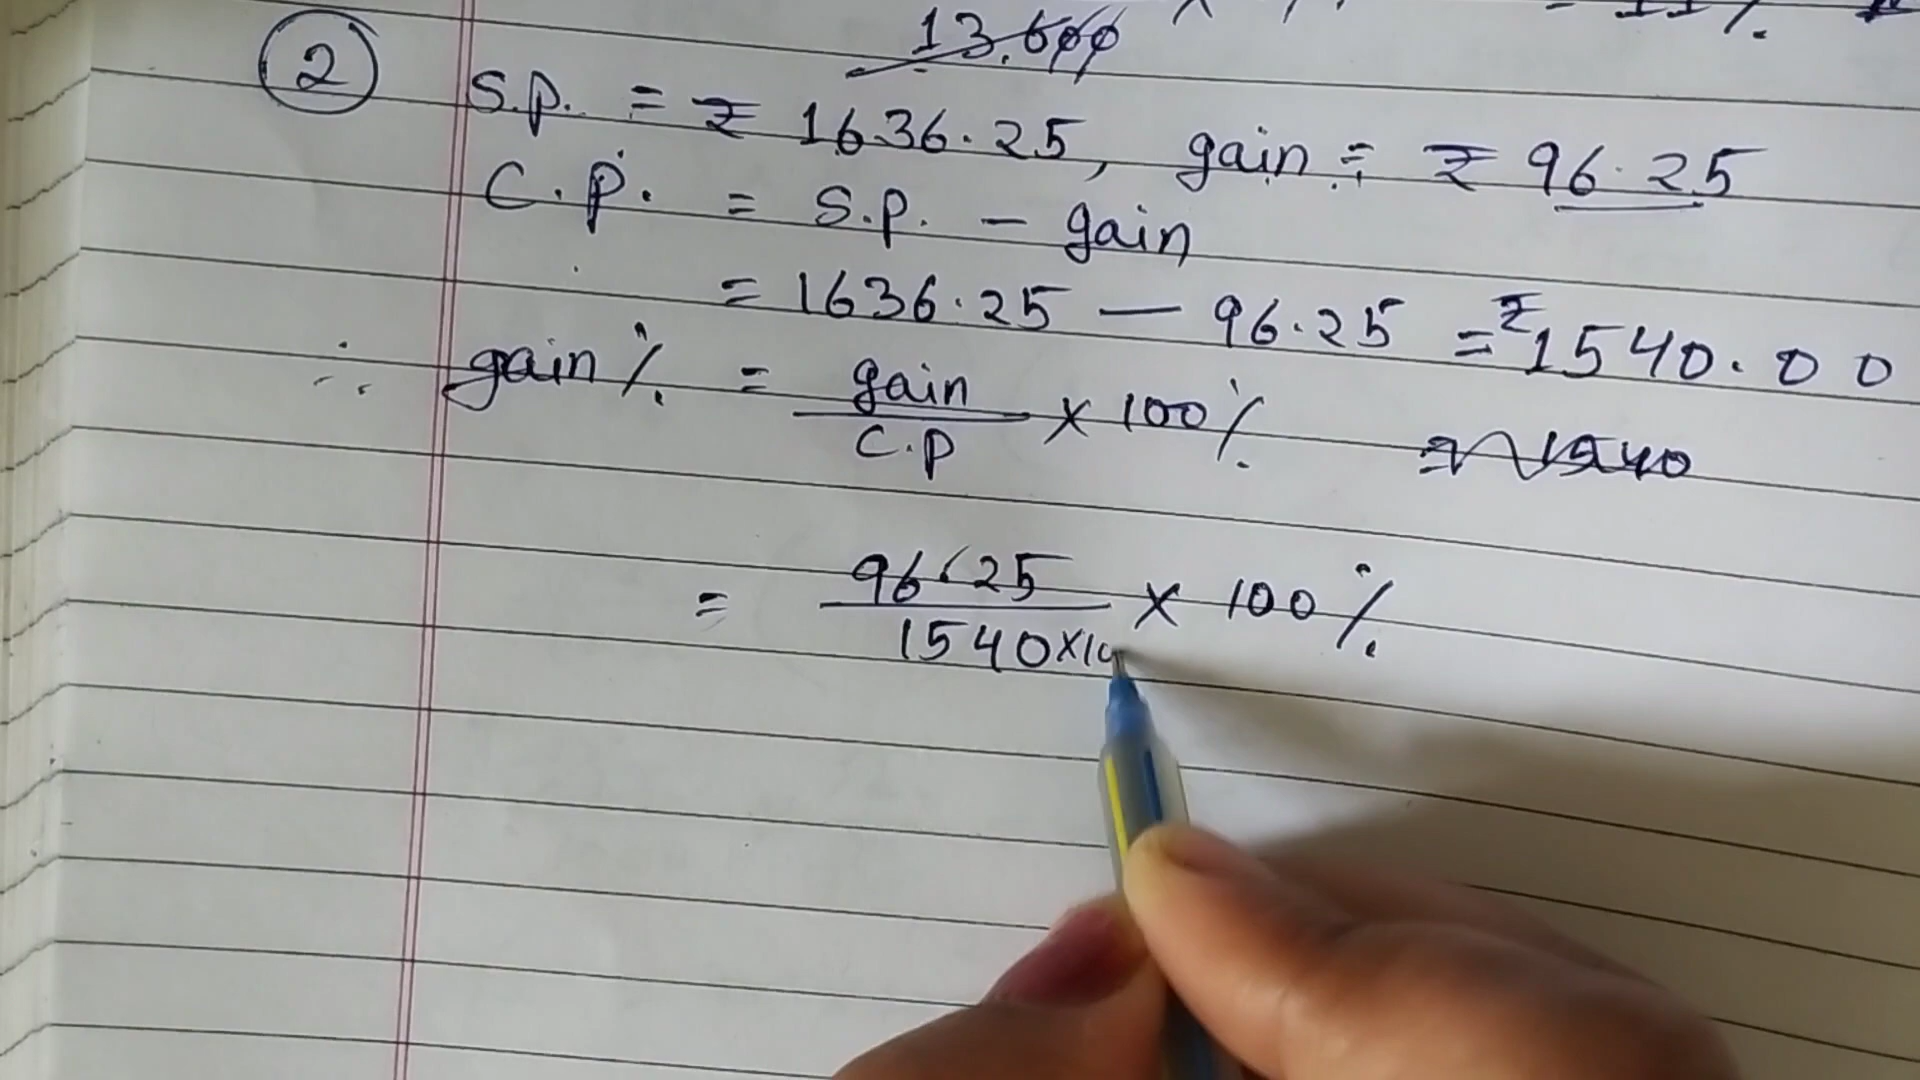 13.600
= 11%.
② S.P. = ₹ 1636.25, gain = ₹ 96.25
C.P. = S.P. - gain
= 1636.25 - 96.25 = ₹1540.00
∴ gain% = gain/C.P × 100%
= 96.25/1540×10 × 100%